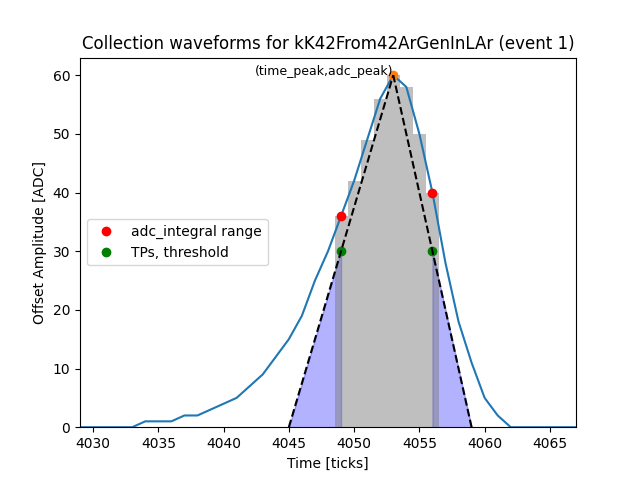 Collection waveforms for kK42From42ArGenInLAr (event 1)
(time_peak,adc_peak)
60
50
40
30
20
10
0
Offset Amplitude [ADC]
adc_integral range
TPs, threshold
4030 4035 4040 4045 4050 4055 4060 4065
Time [ticks]